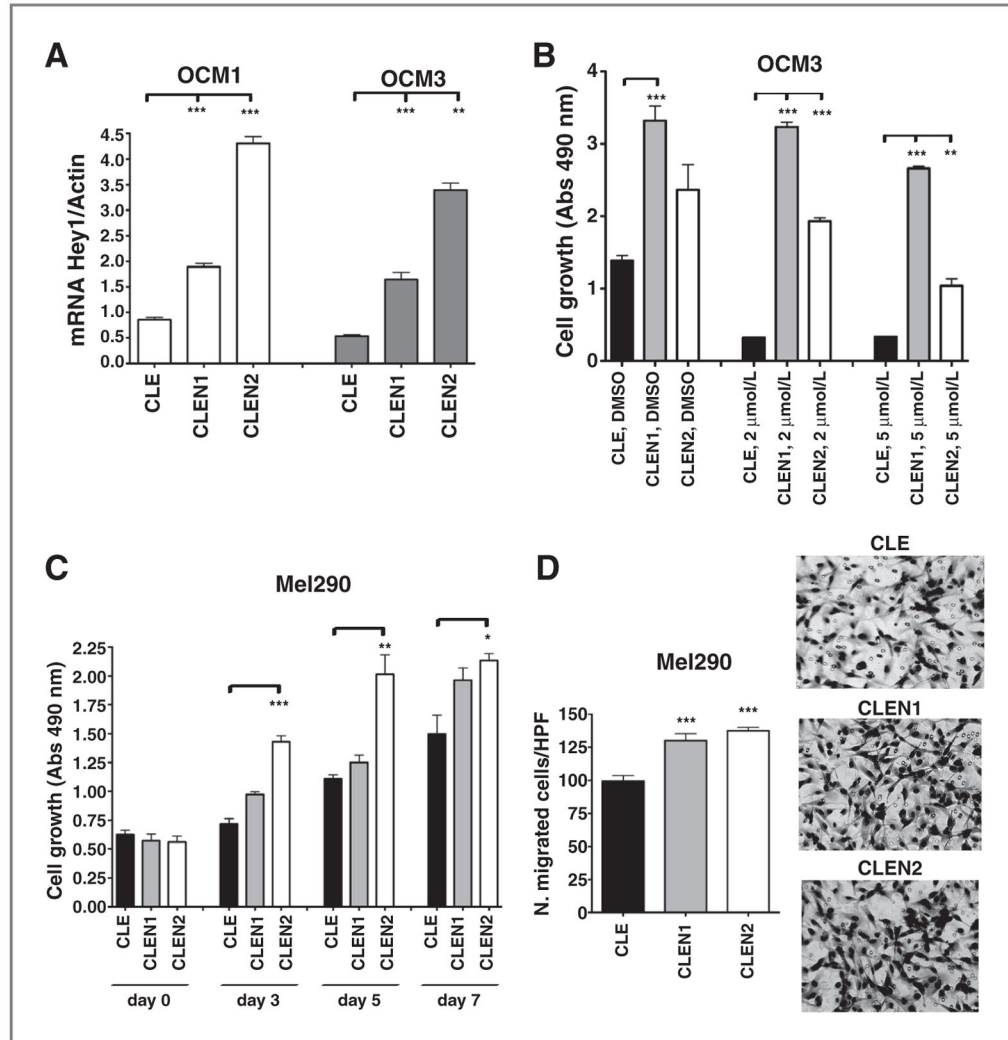 A
OCM1
OCM3
*** *** *** **
mRNA Hey1/Actin
4.5
4.0
3.5
3.0
2.5
2.0
1.5
1.0
0.5
0.0
CLE
CLEN1
CLEN2
CLE
CLEN1
CLEN2
B
OCM3
*** *** *** *** **
Cell growth (Abs 490 nm)
4
3
2
1
0
CLE, DMSO
CLEN1, DMSO
CLEN2, DMSO
CLE, 2 μmol/L
CLEN1, 2 μmol/L
CLEN2, 2 μmol/L
CLE, 5 μmol/L
CLEN1, 5 μmol/L
CLEN2, 5 μmol/L
C
Mel290
*** ** *
Cell growth (Abs 490 nm)
2.25
2.00
1.75
1.50
1.25
1.00
0.75
0.50
0.25
0.00
CLE
CLEN1
CLEN2
CLE
CLEN1
CLEN2
CLE
CLEN1
CLEN2
CLE
CLEN1
CLEN2
day 0
day 3
day 5
day 7
D
Mel290
*** ***
N. migrated cells/HPF
150
125
100
75
50
25
0
CLE
CLEN1
CLEN2
CLE
CLEN1
CLEN2